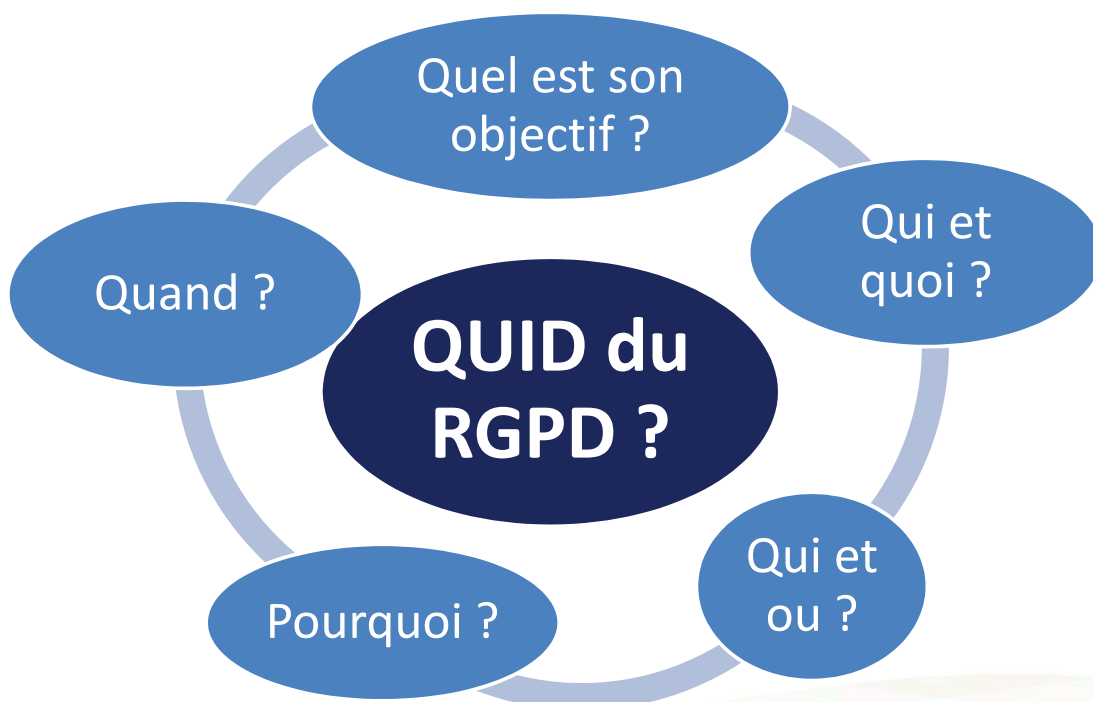 Quel est son
objectif ?
Qui et
quoi ?
Quand ?
QUID du
RGPD ?
Qui et
ou ?
Pourquoi ?